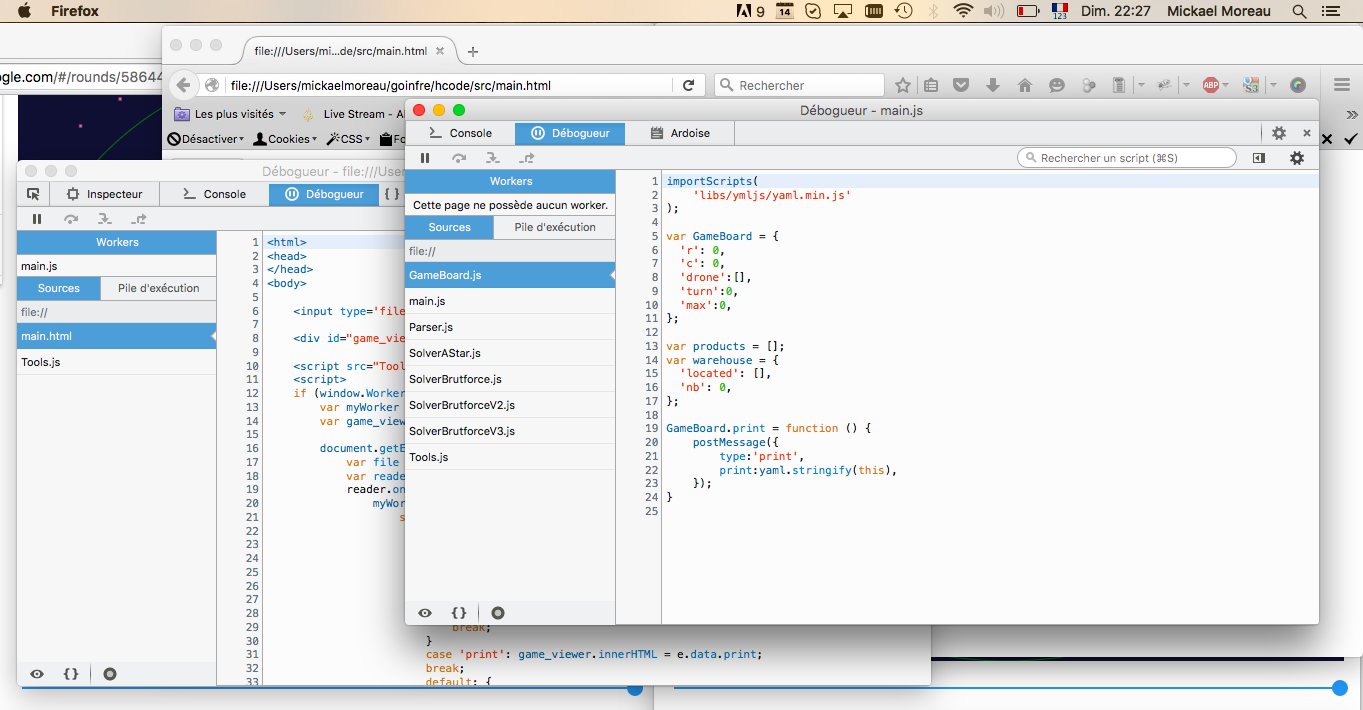 Firefox
9
14
123
Dim. 22:27
Mickael Moreau
file:///Users/mi...de/src/main.html
ogle.com/#/rounds/58644
file:///Users/mickaelmoreau/goinfre/hcode/src/main.html
Rechercher
ABP
S3
Les plus visités
Live Stream - Al
Désactiver
Cookies
CSS
Fo
Débogueur - file:///User
Inspecteur
Console
Débogueur
{ }
Workers
main.js
Sources
Pile d'exécution
file://
main.html
Tools.js
{}
1 <html>
2 <head>
3 </head>
4 <body>
5
6 <input type='file
7
8 <div id="game_vie
9
10 <script src="Tool
11 <script>
12 if (window.Worker
13 var myWorker
14 var game_view
15
16 document.getE
17 var file
18 var reade
19 reader.on
20 myWor
21 s
22
23
24
25
26
27
28
29 break;
30 }
31 case 'print': game_viewer.innerHTML = e.data.print;
32 break;
33 default: {
Débogueur - main.js
Console
Débogueur
Ardoise
Rechercher un script (⌘S)
Workers
Cette page ne possède aucun worker.
Sources
Pile d'exécution
file://
GameBoard.js
main.js
Parser.js
SolverAStar.js
SolverBrutforce.js
SolverBrutforceV2.js
SolverBrutforceV3.js
Tools.js
{}
1 importScripts(
2 'libs/ymljs/yaml.min.js'
3 );
4
5 var GameBoard = {
6 'r': 0,
7 'c': 0,
8 'drone':[],
9 'turn':0,
10 'max':0,
11 };
12
13 var products = [];
14 var warehouse = {
15 'located': [],
16 'nb': 0,
17 };
18
19 GameBoard.print = function () {
20 postMessage({
21 type:'print',
22 print:yaml.stringify(this),
23 });
24 }
25